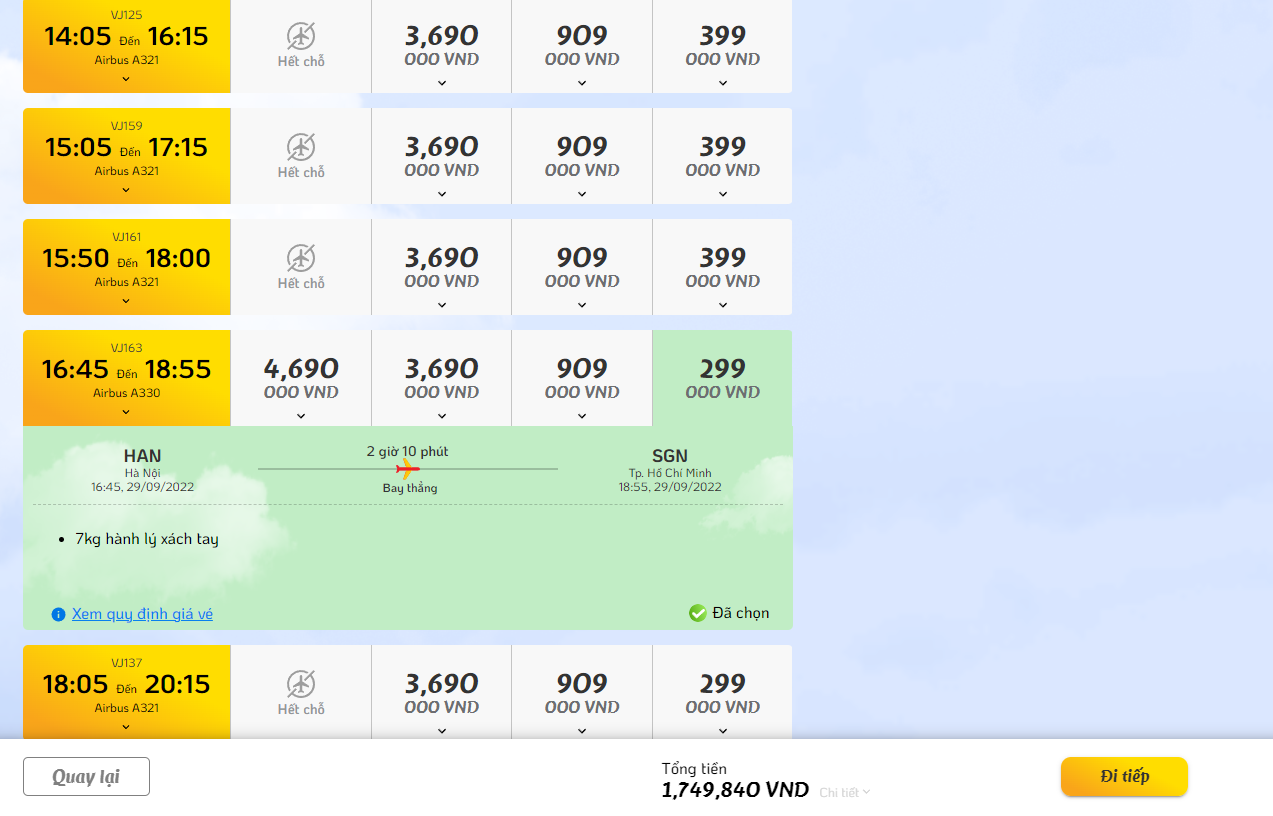 VJ125
14:05 Đến 16:15
Airbus A321
Hết chỗ
3,690
000 VND
909
000 VND
399
000 VND
VJ159
15:05 Đến 17:15
Airbus A321
Hết chỗ
3,690
000 VND
909
000 VND
399
000 VND
VJ161
15:50 Đến 18:00
Airbus A321
Hết chỗ
3,690
000 VND
909
000 VND
399
000 VND
VJ163
16:45 Đến 18:55
Airbus A330
4,690
000 VND
3,690
000 VND
909
000 VND
299
000 VND
HAN
Hà Nội
16:45, 29/09/2022
2 giờ 10 phút
Bay thẳng
SGN
Tp. Hồ Chí Minh
18:55, 29/09/2022
• 7kg hành lý xách tay
Xem quy định giá vé
Đã chọn
VJ137
18:05 Đến 20:15
Airbus A321
Hết chỗ
3,690
000 VND
909
000 VND
299
000 VND
Quay lại
Tổng tiền
1,749,840 VND Chi tiết
Đi tiếp